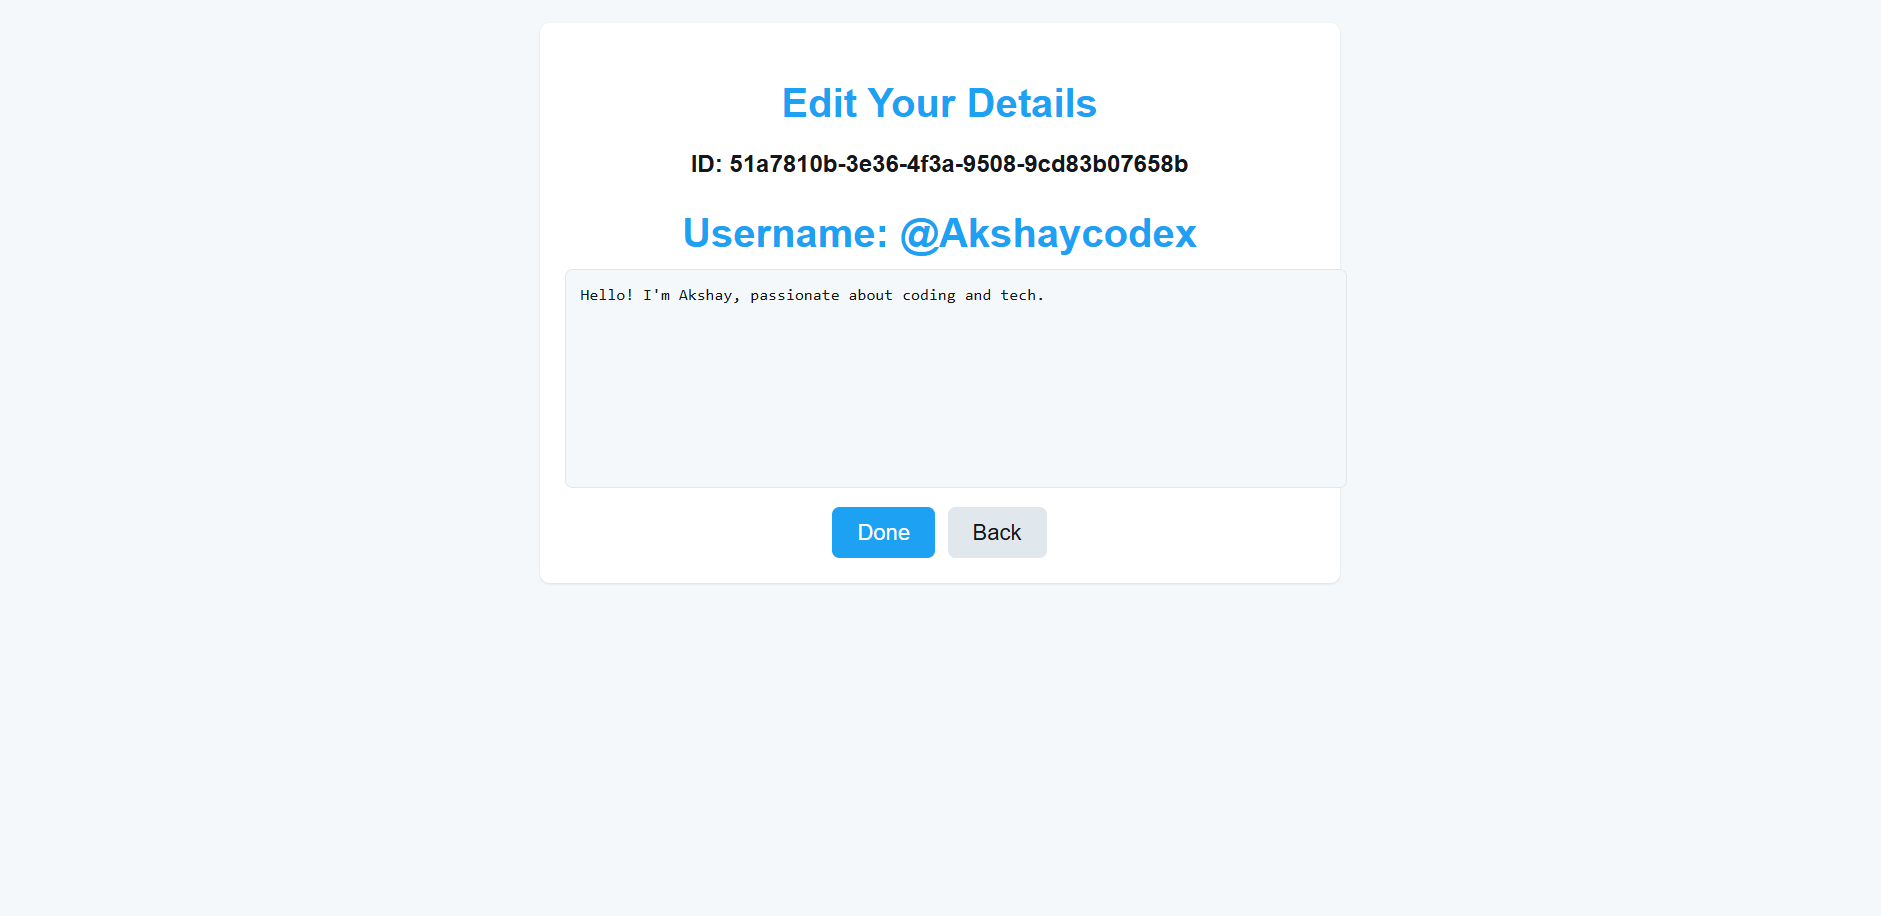 Edit Your Details
ID: 51a7810b-3e36-4f3a-9508-9cd83b07658b
Username: @Akshaycodex
Hello! I'm Akshay, passionate about coding and tech.
Done
Back